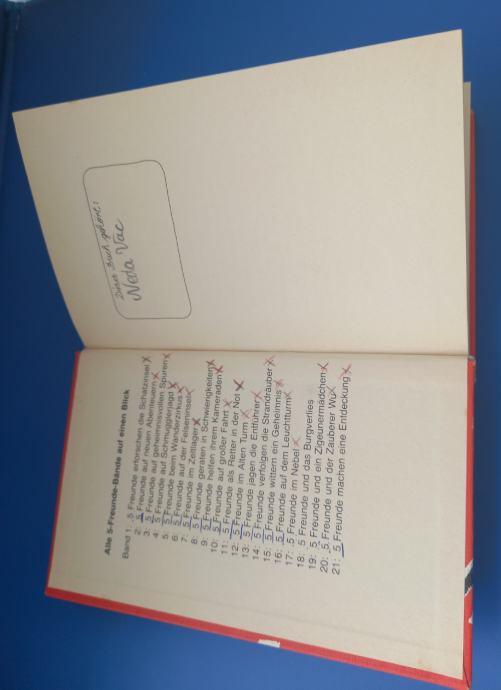 Dieses Buch gehört:
Neda Vac
Alle 5-Freunde-Bände auf einen Blick
Band 1: 5 Freunde erforschen die Schatzinsel
2: 5 Freunde auf neuen Abenteuern
3: 5 Freunde auf geheimnisvollen Spuren
4: 5 Freunde auf Schmugglerjagd
5: 5 Freunde beim Wanderzirkus
6: 5 Freunde auf der Felseninsel
7: 5 Freunde im Zeltlager
8: 5 Freunde geraten in Schwierigkeiten
9: 5 Freunde helfen ihrem Kameraden
10: 5 Freunde auf großer Fahrt
11: 5 Freunde als Retter in der Not
12: 5 Freunde im Alten Turm
13: 5 Freunde jagen die Entführer
14: 5 Freunde verfolgen die Strandräuber
15: 5 Freunde wittern ein Geheimnis
16: 5 Freunde auf dem Leuchtturm
17: 5 Freunde im Nebel
18: 5 Freunde und das Burgverlies
19: 5 Freunde und ein Zigeunermädchen
20: 5 Freunde und der Zauberer Wu
21: 5 Freunde machen eine Entdeckung